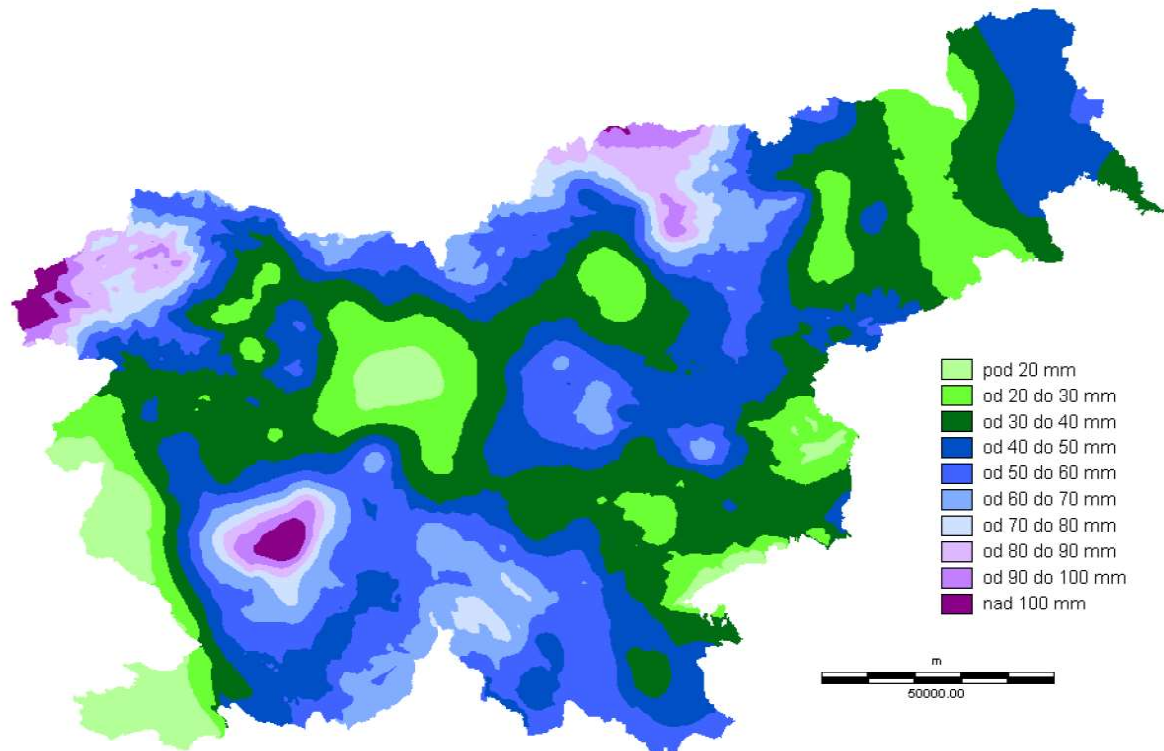 pod 20 mm
od 20 do 30 mm
od 30 do 40 mm
od 40 do 50 mm
od 50 do 60 mm
od 60 do 70 mm
od 70 do 80 mm
od 80 do 90 mm
od 90 do 100 mm
nad 100 mm
m
50000.00